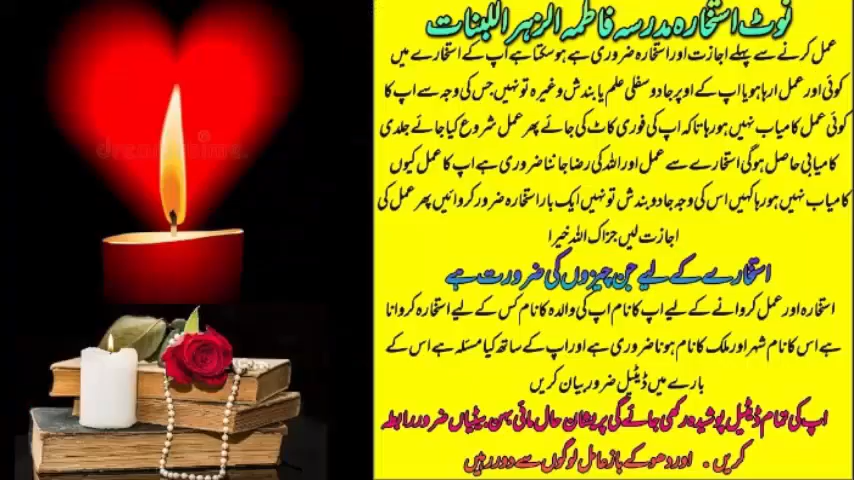 نوٹ استخارہ مدرسہ فاطمہ الزہرا للبنات
عمل کرنے سے پہلے اجازت اور استخارہ ضروری ہے ہو سکتا ہے اپ کے استخارے میں
کوئی اور عمل ارہا ہو یا اپ کے اوپر جادو سفلی علم یا بندش وغیرہ تو نہیں جس کی وجہ سے اپ کا
کوئی عمل کامیاب نہیں ہو رہا تاکہ اپ کی فوری کاٹ کی جائے پھر عمل شروع کیا جائے جلدی
کامیابی حاصل ہوگی استخارے سے عمل اور اللہ کی رضا جاننا ضروری ہے اپ کا عمل کیوں
کامیاب نہیں ہو رہا کہیں اس کی وجہ جادو بندش تو نہیں ایک بار استخارہ ضرور کروائیں پھر عمل کی
اجازت لیں جزاک اللہ خیرا
استخارے کے لیے جن چیزوں کی ضرورت ہے
استخارہ اور عمل کروانے کے لیے اپ کا نام اپ کی والدہ کا نام کس کے لیے استخارہ کروانا
ہے اس کا نام شہر اور ملک کا نام ہونا ضروری ہے اور اپ کے ساتھ کیا مسئلہ ہے اس کے
بارے میں ڈیٹیل ضرور بیان کریں
اپ کی تمام ڈیٹیل پوشیدہ رکھی جائے گی پریشان حال مائی بہن بیٹیاں ضرور رابطہ
کریں ۔ اور دھوکے باز عامل لوگوں سے دور رہیں